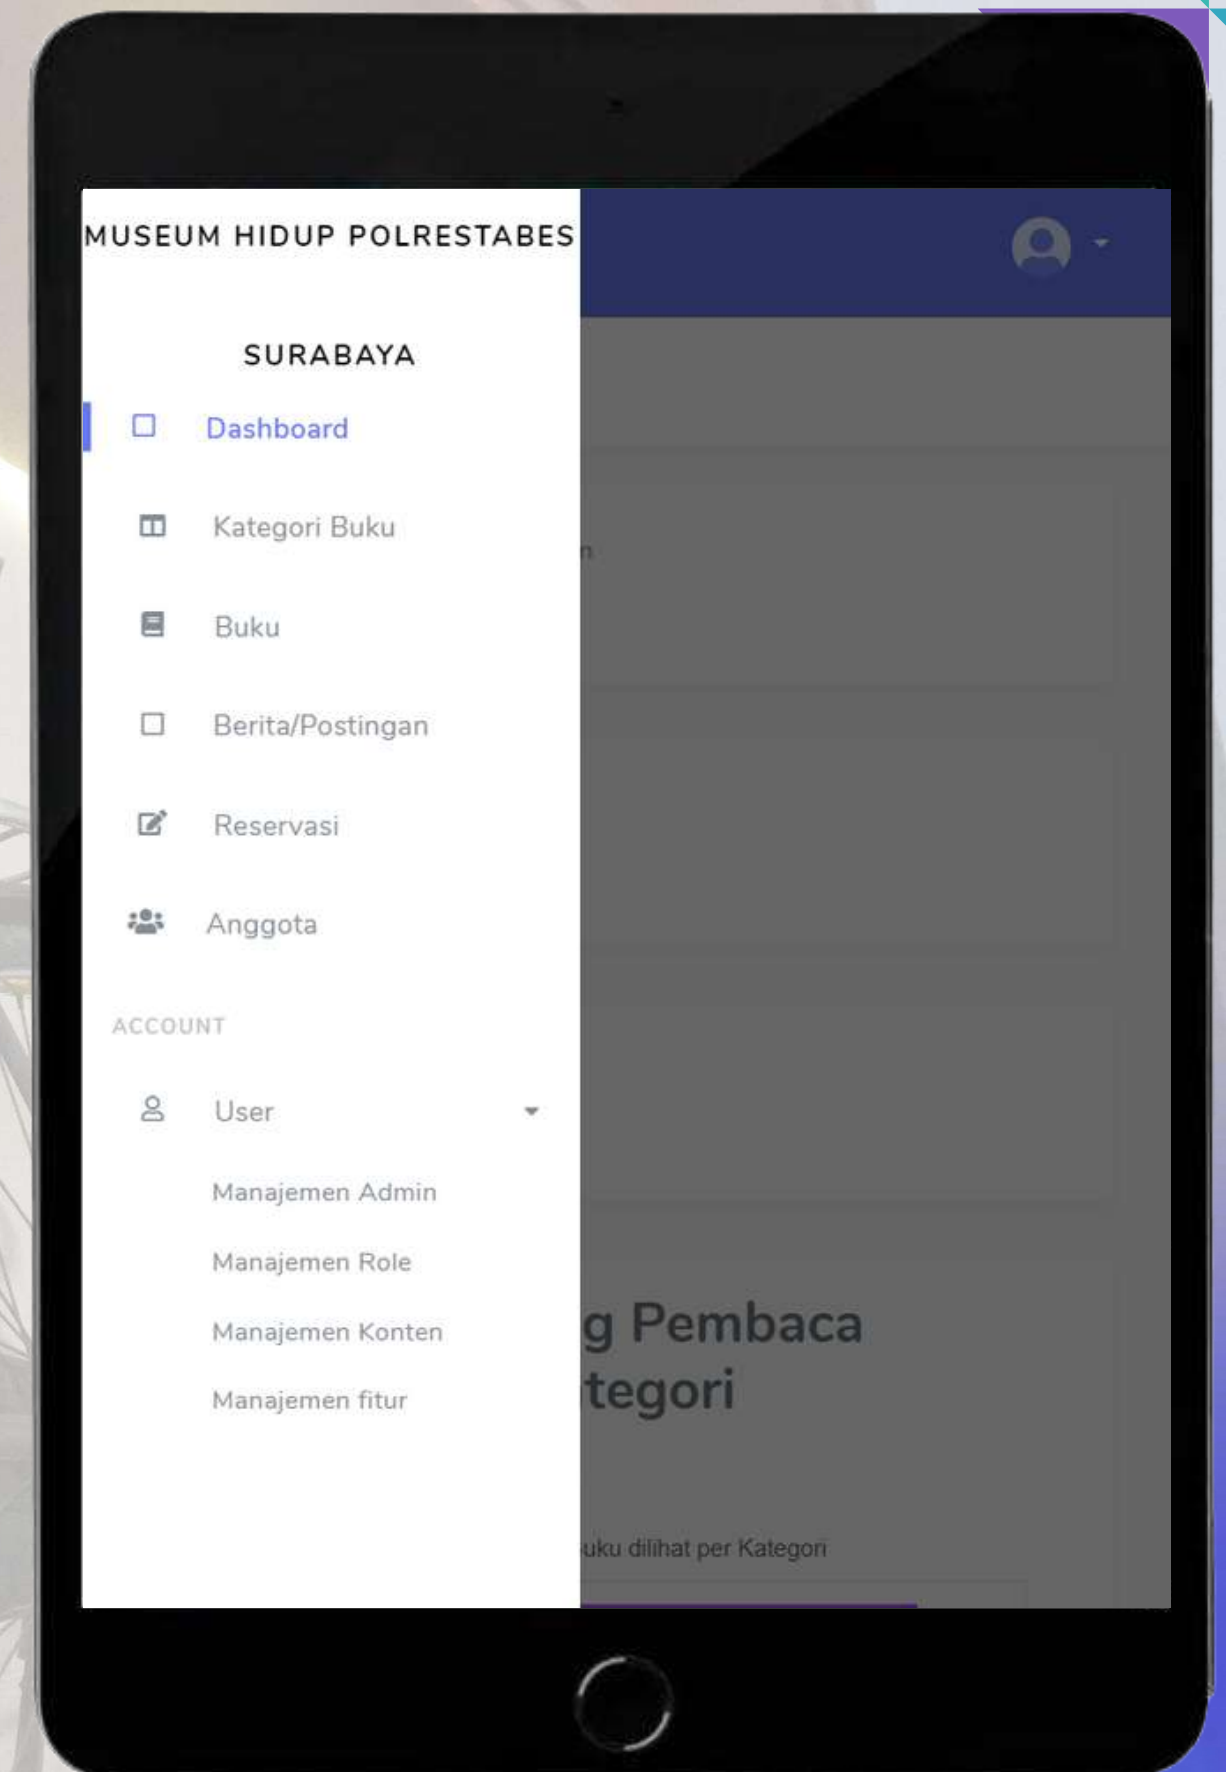 MUSEUM HIDUP POLRESTABES
SURABAYA
Dashboard
Kategori Buku
Buku
Berita/Postingan
Reservasi
Anggota
ACCOUNT
User
Manajemen Admin
Manajemen Role
Manajemen Konten
Manajemen fitur
n
g Pembaca
tegori
uku dilihat per Kategori